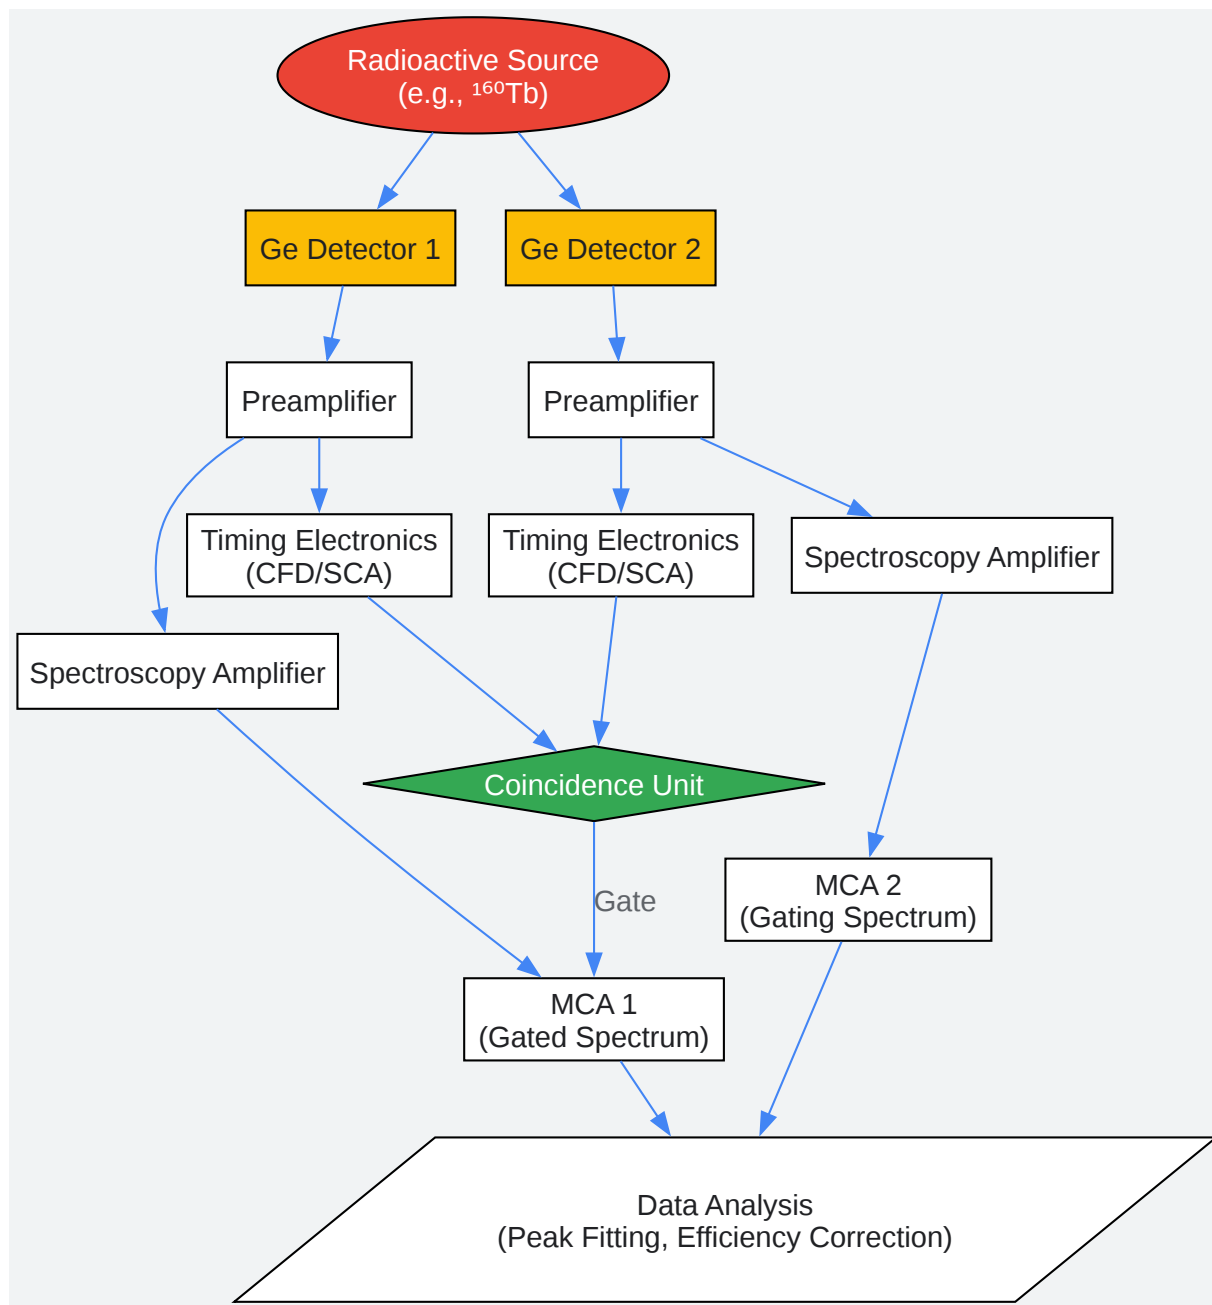 Radioactive Source
(e.g., ¹⁶⁰Tb)
Ge Detector 1
Ge Detector 2
Preamplifier
Preamplifier
Timing Electronics
(CFD/SCA)
Timing Electronics
(CFD/SCA)
Spectroscopy Amplifier
Spectroscopy Amplifier
Coincidence Unit
Gate
MCA 2
(Gating Spectrum)
MCA 1
(Gated Spectrum)
Data Analysis
(Peak Fitting, Efficiency Correction)